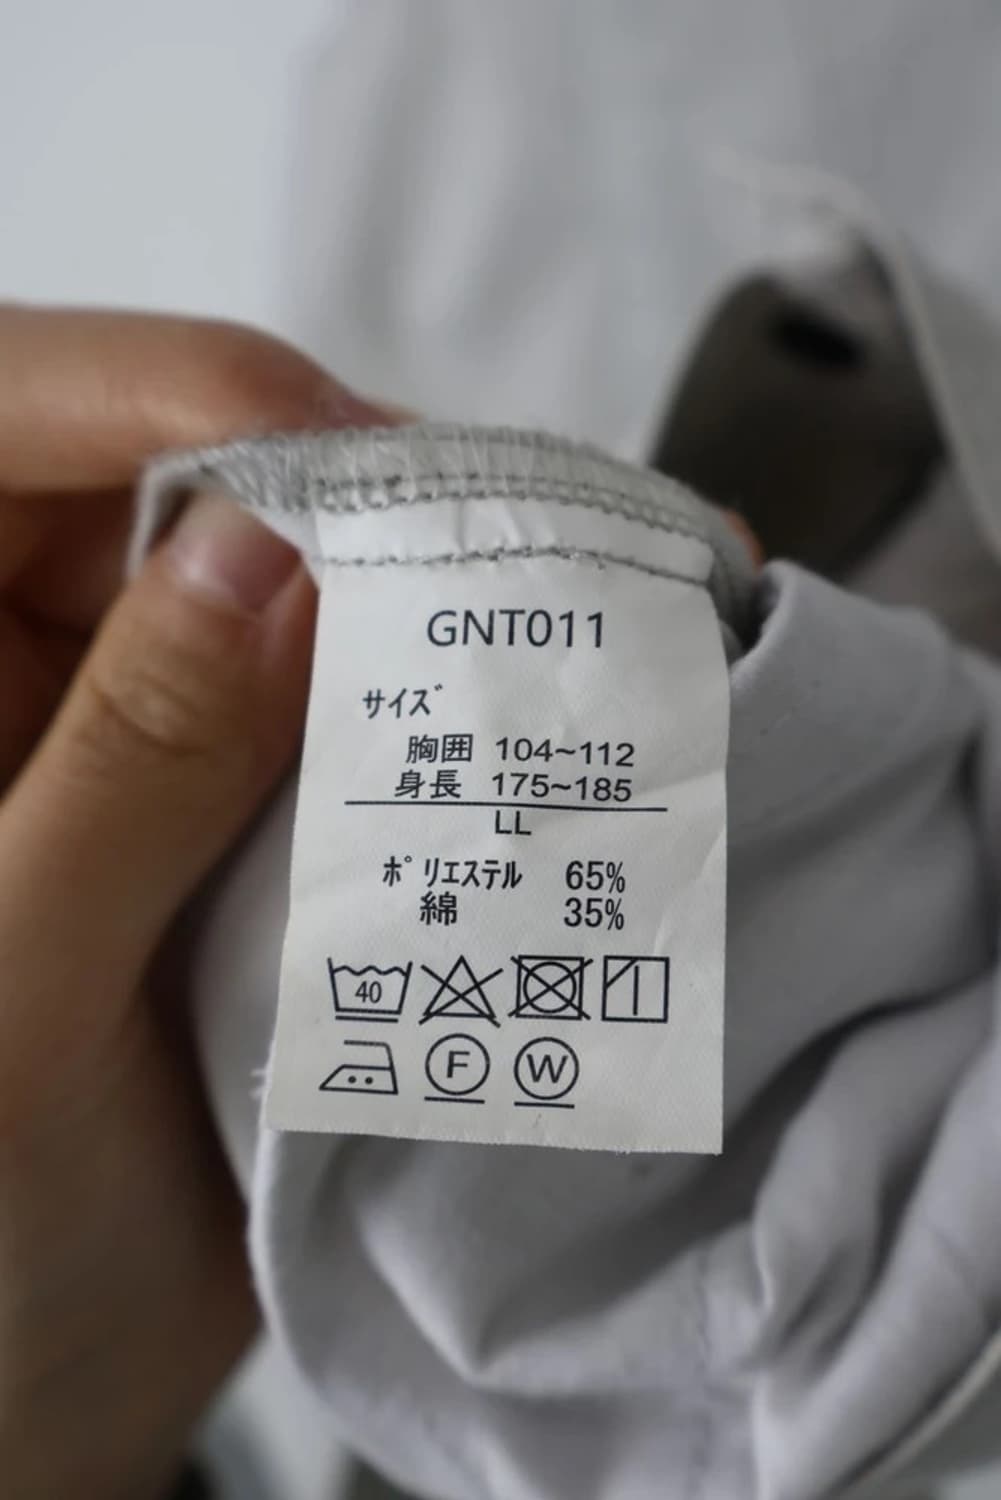 GNT011
サイズ
胸囲 104~112
身長 175~185
LL
ポリエステル 65%
綿 35%
40
F W